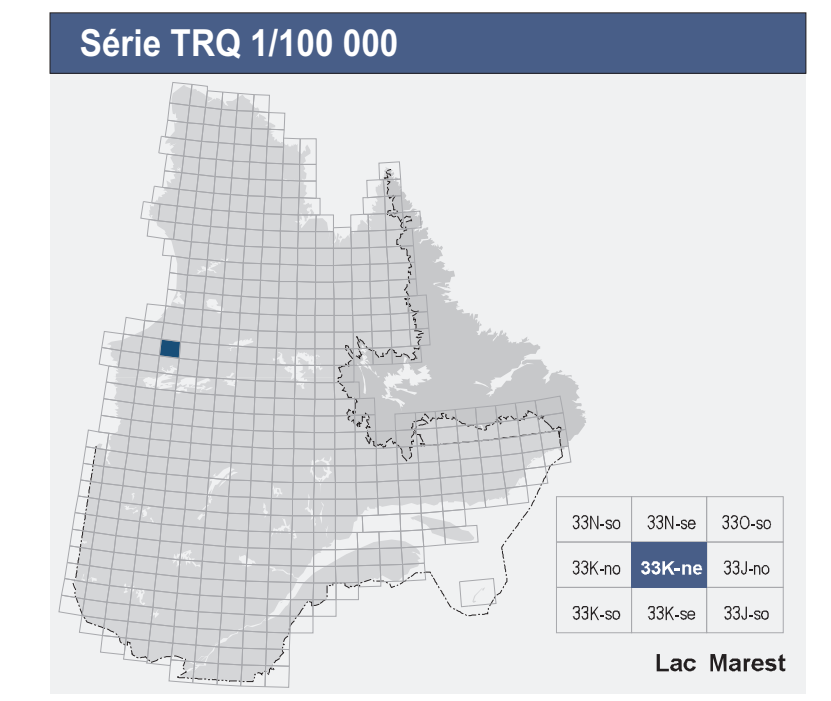 Série TRQ 1/100 000
33N-so 33N-se 33O-so
33K-no 33K-ne 33J-no
33K-so 33K-se 33J-so
Lac Marest